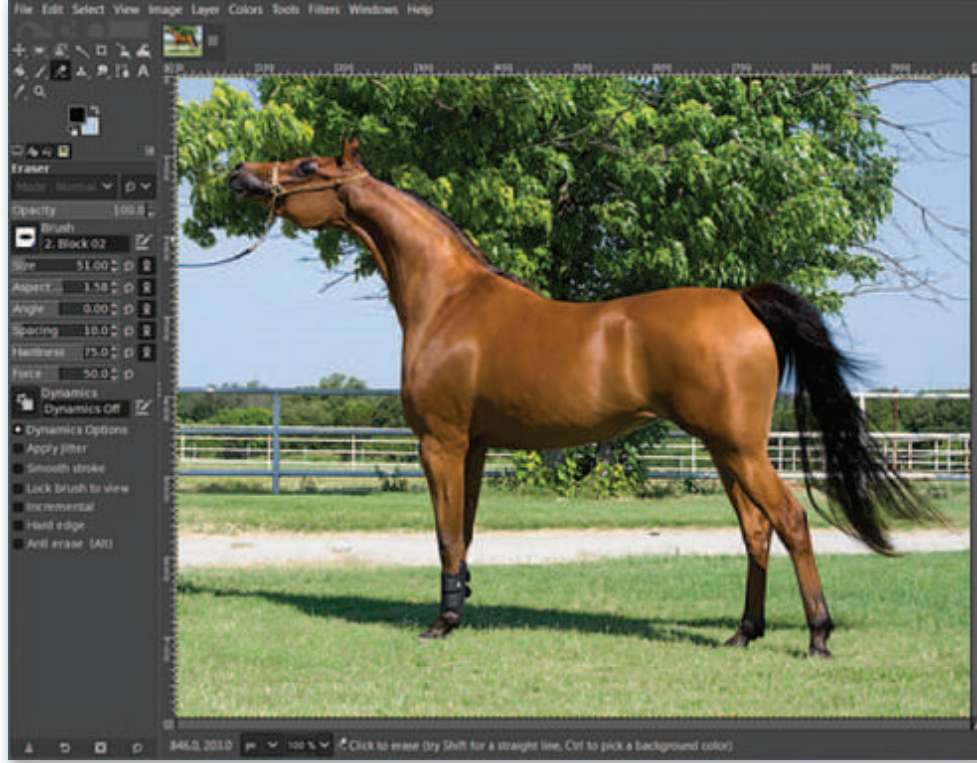 File Edit Select View Image Layer Colors Tools Filters Windows Help
Eraser
Mode Normal
Opacity 100.0
Brush
2. Block 02
Size 51.00
Aspect... 1.58
Angle 0.00
Spacing 10.0
Hardness 75.0
Force 50.0
Dynamics
Dynamics Off
Dynamics Options
Apply Jitter
Smooth stroke
Lock brush to view
Incremental
Hard edge
Anti erase (Alt)
846.0, 203.0 px 100 % Click to erase (try Shift for a straight line, Ctrl to pick a background color)